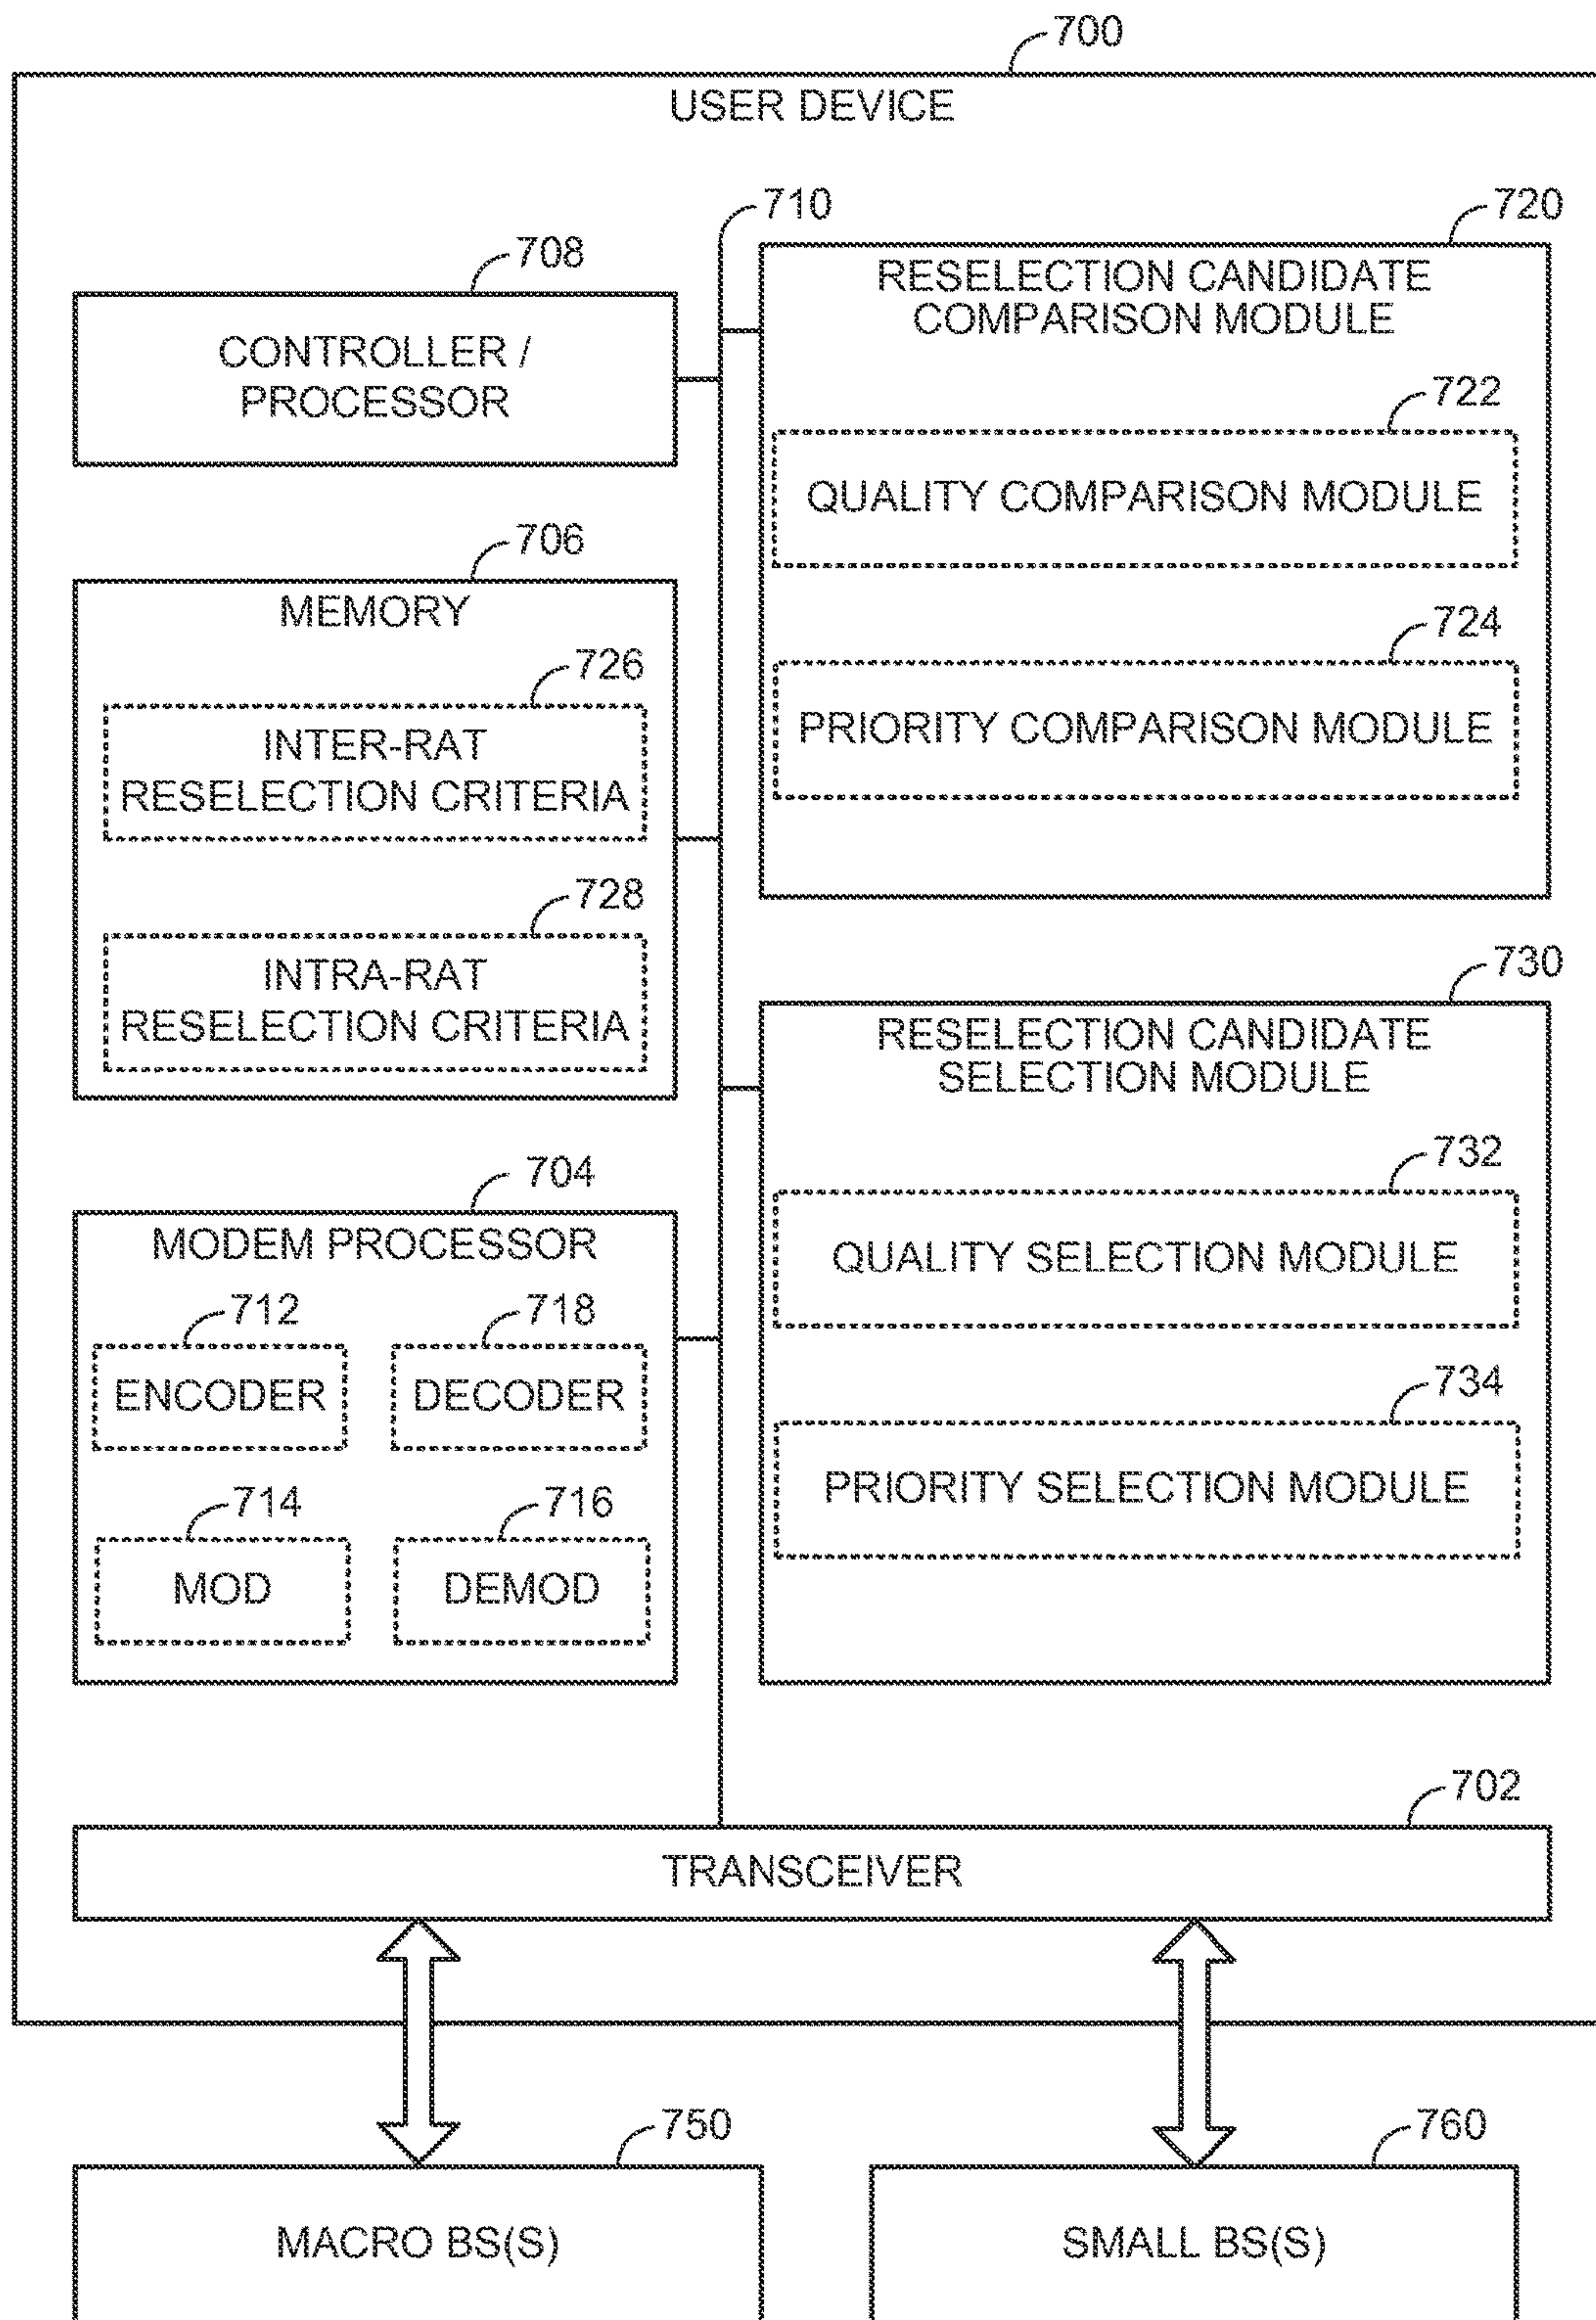 700
USER DEVICE
710
720
708
RESELECTION CANDIDATE
COMPARISON MODULE
CONTROLLER /
PROCESSOR
722
QUALITY COMPARISON MODULE
706
MEMORY
724
726
PRIORITY COMPARISON MODULE
INTER-RAT
RESELECTION CRITERIA
728
INTRA-RAT
RESELECTION CRITERIA
730
RESELECTION CANDIDATE
SELECTION MODULE
704
732
MODEM PROCESSOR
QUALITY SELECTION MODULE
712
718
ENCODER
DECODER
734
PRIORITY SELECTION MODULE
714
716
MOD
DEMOD
702
TRANSCEIVER
750
760
MACRO BS(S)
SMALL BS(S)